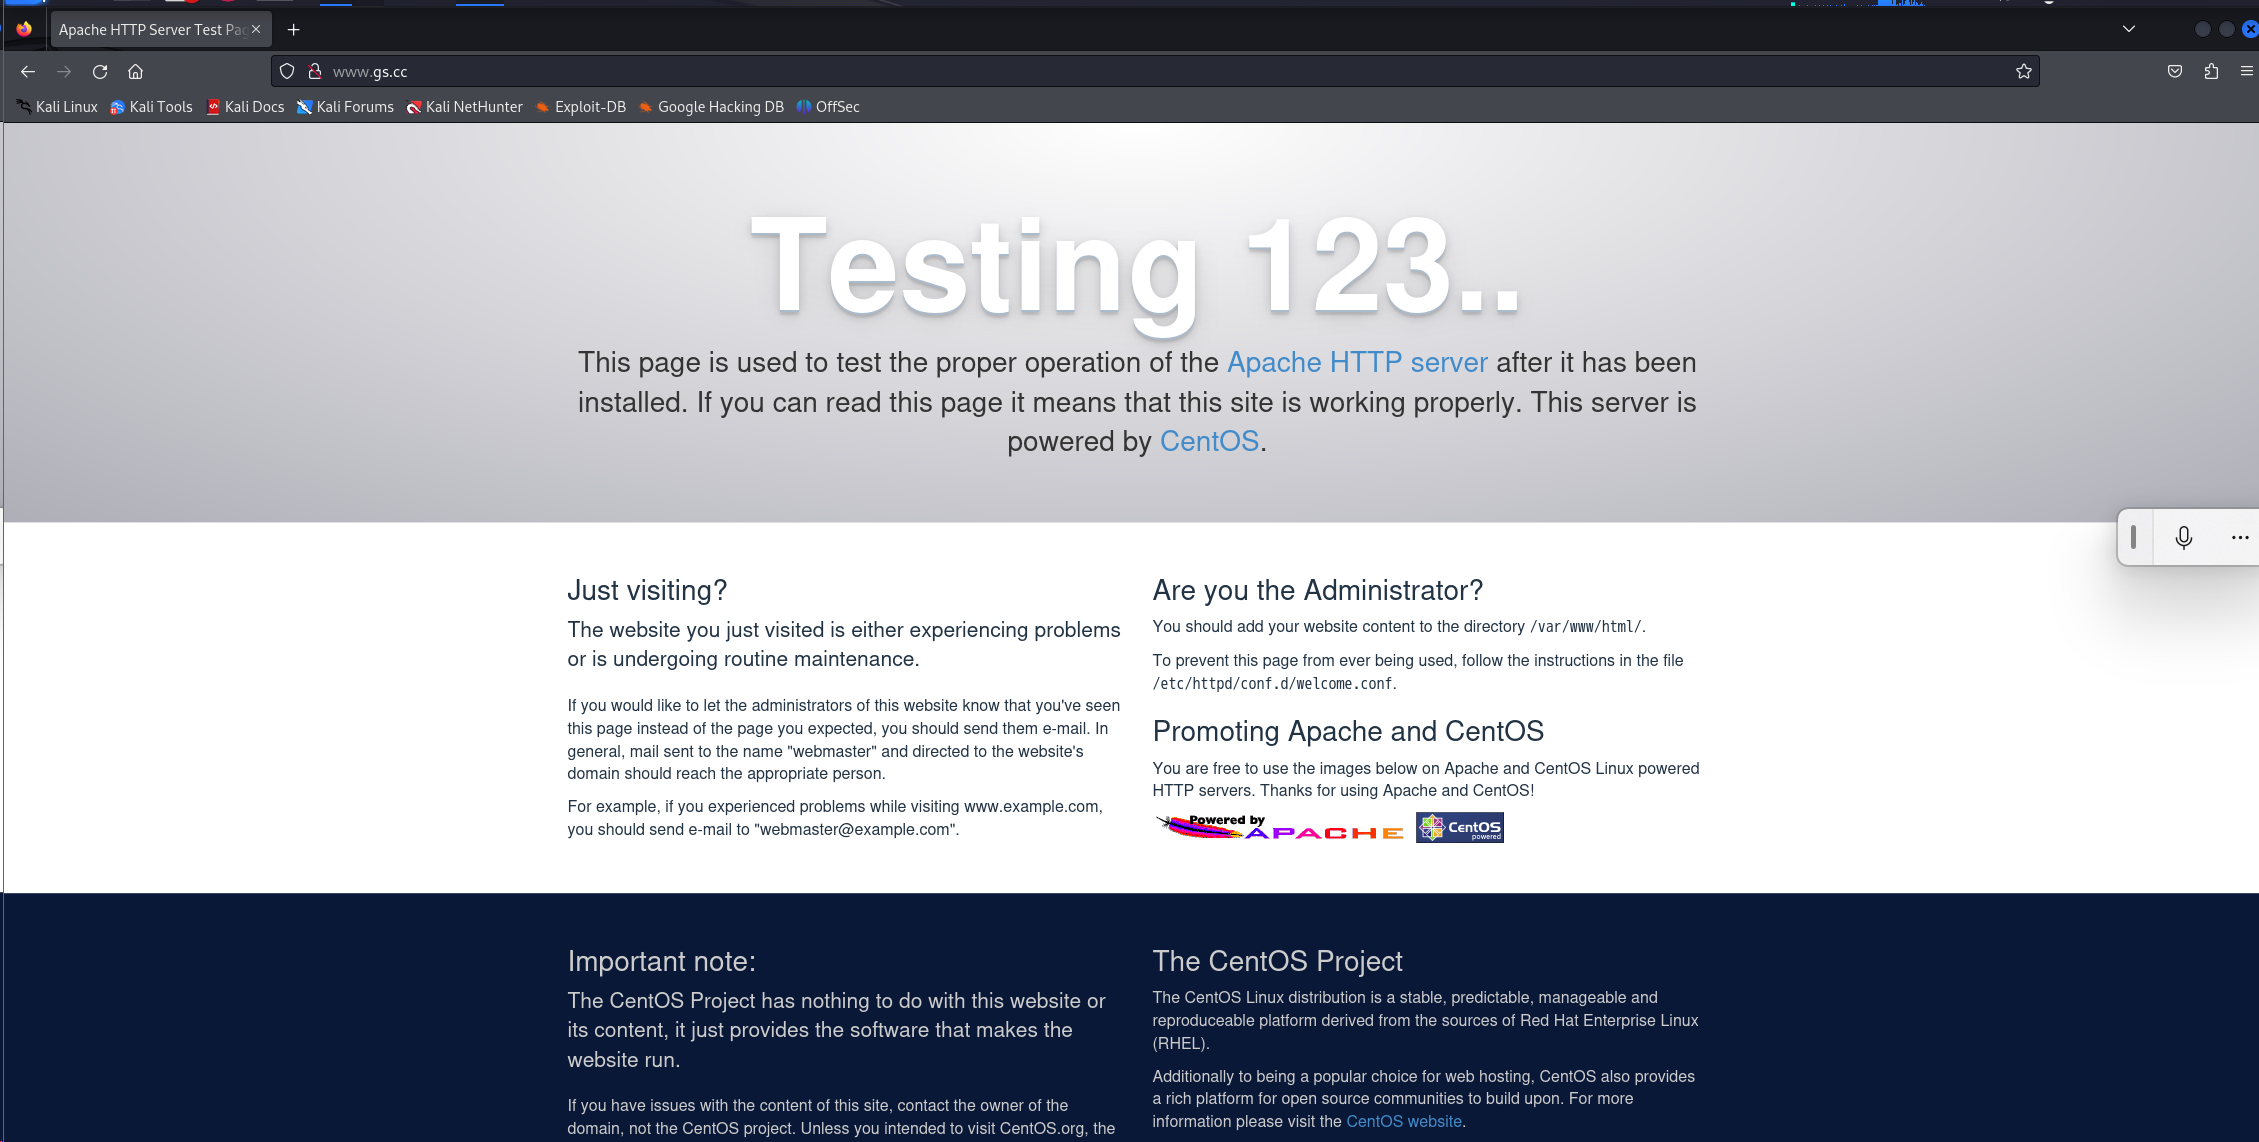 Apache HTTP Server Test Pag
www.gs.cc
Kali Linux Kali Tools Kali Docs Kali Forums Kali NetHunter Exploit-DB Google Hacking DB OffSec
Testing 123..
This page is used to test the proper operation of the Apache HTTP server after it has been
installed. If you can read this page it means that this site is working properly. This server is
powered by CentOS.
Just visiting?
The website you just visited is either experiencing problems
or is undergoing routine maintenance.
If you would like to let the administrators of this website know that you've seen
this page instead of the page you expected, you should send them e-mail. In
general, mail sent to the name "webmaster" and directed to the website's
domain should reach the appropriate person.
For example, if you experienced problems while visiting www.example.com,
you should send e-mail to "webmaster@example.com".
Are you the Administrator?
You should add your website content to the directory /var/www/html/.
To prevent this page from ever being used, follow the instructions in the file
/etc/httpd/conf.d/welcome.conf.
Promoting Apache and CentOS
You are free to use the images below on Apache and CentOS Linux powered
HTTP servers. Thanks for using Apache and CentOS!
Powered by
APACHE
CentOS
powered
Important note:
The CentOS Project has nothing to do with this website or
its content, it just provides the software that makes the
website run.
If you have issues with the content of this site, contact the owner of the
domain, not the CentOS project. Unless you intended to visit CentOS.org, the
The CentOS Project
The CentOS Linux distribution is a stable, predictable, manageable and
reproduceable platform derived from the sources of Red Hat Enterprise Linux
(RHEL).
Additionally to being a popular choice for web hosting, CentOS also provides
a rich platform for open source communities to build upon. For more
information please visit the CentOS website.